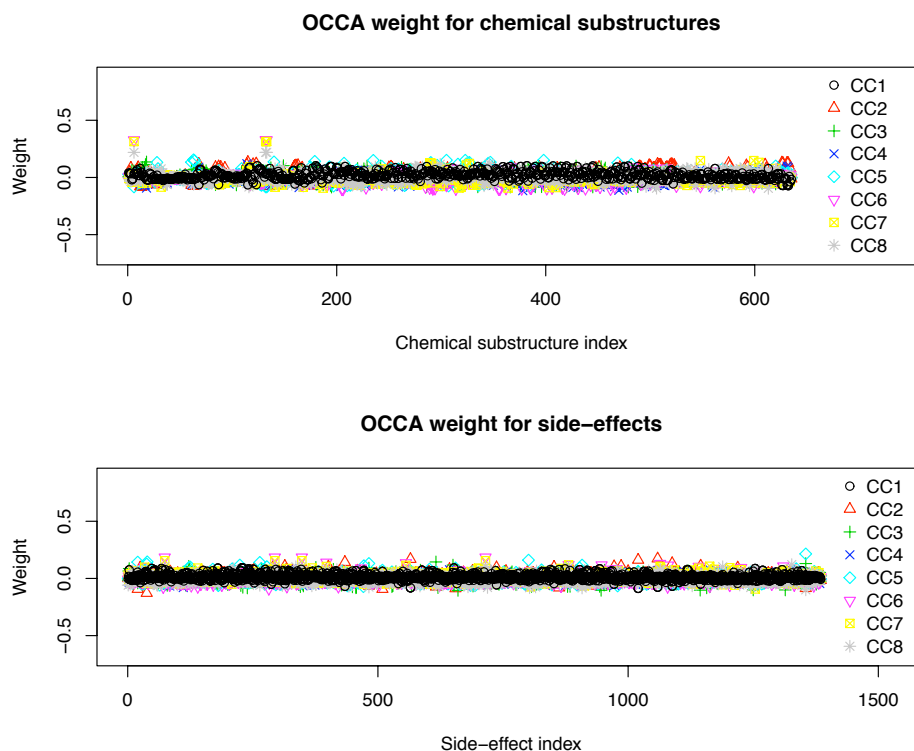 OCCA weight for chemical substructures
Weight
0.5
0.0
−0.5
CC1
CC2
CC3
CC4
CC5
CC6
CC7
CC8
0 200 400 600
Chemical substructure index
OCCA weight for side−effects
Weight
0.5
0.0
−0.5
CC1
CC2
CC3
CC4
CC5
CC6
CC7
CC8
0 500 1000 1500
Side−effect index